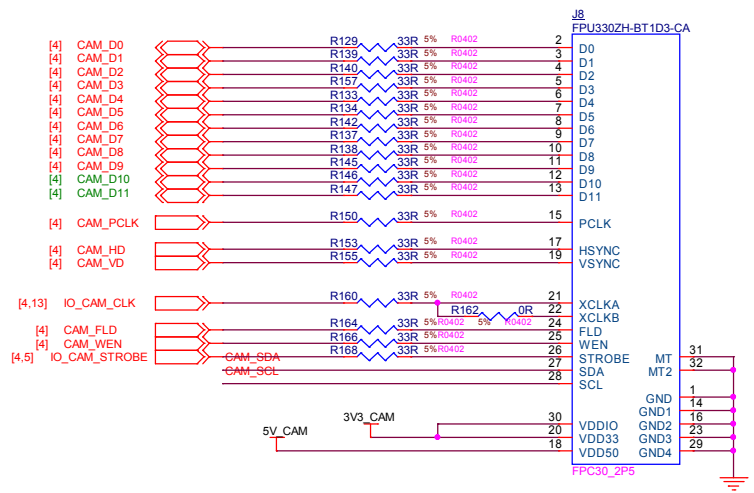 J8
FPU330ZH-BT1D3-CA
[4] CAM_D0 R129 33R 5% R0402 2 D0
[4] CAM_D1 R139 33R 5% R0402 3 D1
[4] CAM_D2 R140 33R 5% R0402 4 D2
[4] CAM_D3 R157 33R 5% R0402 5 D3
[4] CAM_D4 R133 33R 5% R0402 6 D4
[4] CAM_D5 R134 33R 5% R0402 7 D5
[4] CAM_D6 R142 33R 5% R0402 8 D6
[4] CAM_D7 R137 33R 5% R0402 9 D7
[4] CAM_D8 R138 33R 5% R0402 10 D8
[4] CAM_D9 R145 33R 5% R0402 11 D9
[4] CAM_D10 R146 33R 5% R0402 12 D10
[4] CAM_D11 R147 33R 5% R0402 13 D11
[4] CAM_PCLK R150 33R 5% R0402 15 PCLK
[4] CAM_HD R153 33R 5% R0402 17 HSYNC
[4] CAM_VD R155 33R 5% R0402 19 VSYNC
[4,13] IO_CAM_CLK R160 33R 5% R0402 21 XCLKA
R162 0R 5% R0402 22 XCLKB
[4] CAM_FLD R164 33R 5% R0402 24 FLD
[4] CAM_WEN R166 33R 5% R0402 25 WEN
[4,5] IO_CAM_STROBE R168 33R 5% R0402 26 STROBE MT 31
CAM_SDA 27 SDA MT2 32
CAM_SCL 28 SCL
GND 1
GND1 14
3V3_CAM 30 VDDIO GND2 16
20 VDD33 GND3 23
5V_CAM 18 VDD50 GND4 29
FPC30_2P5